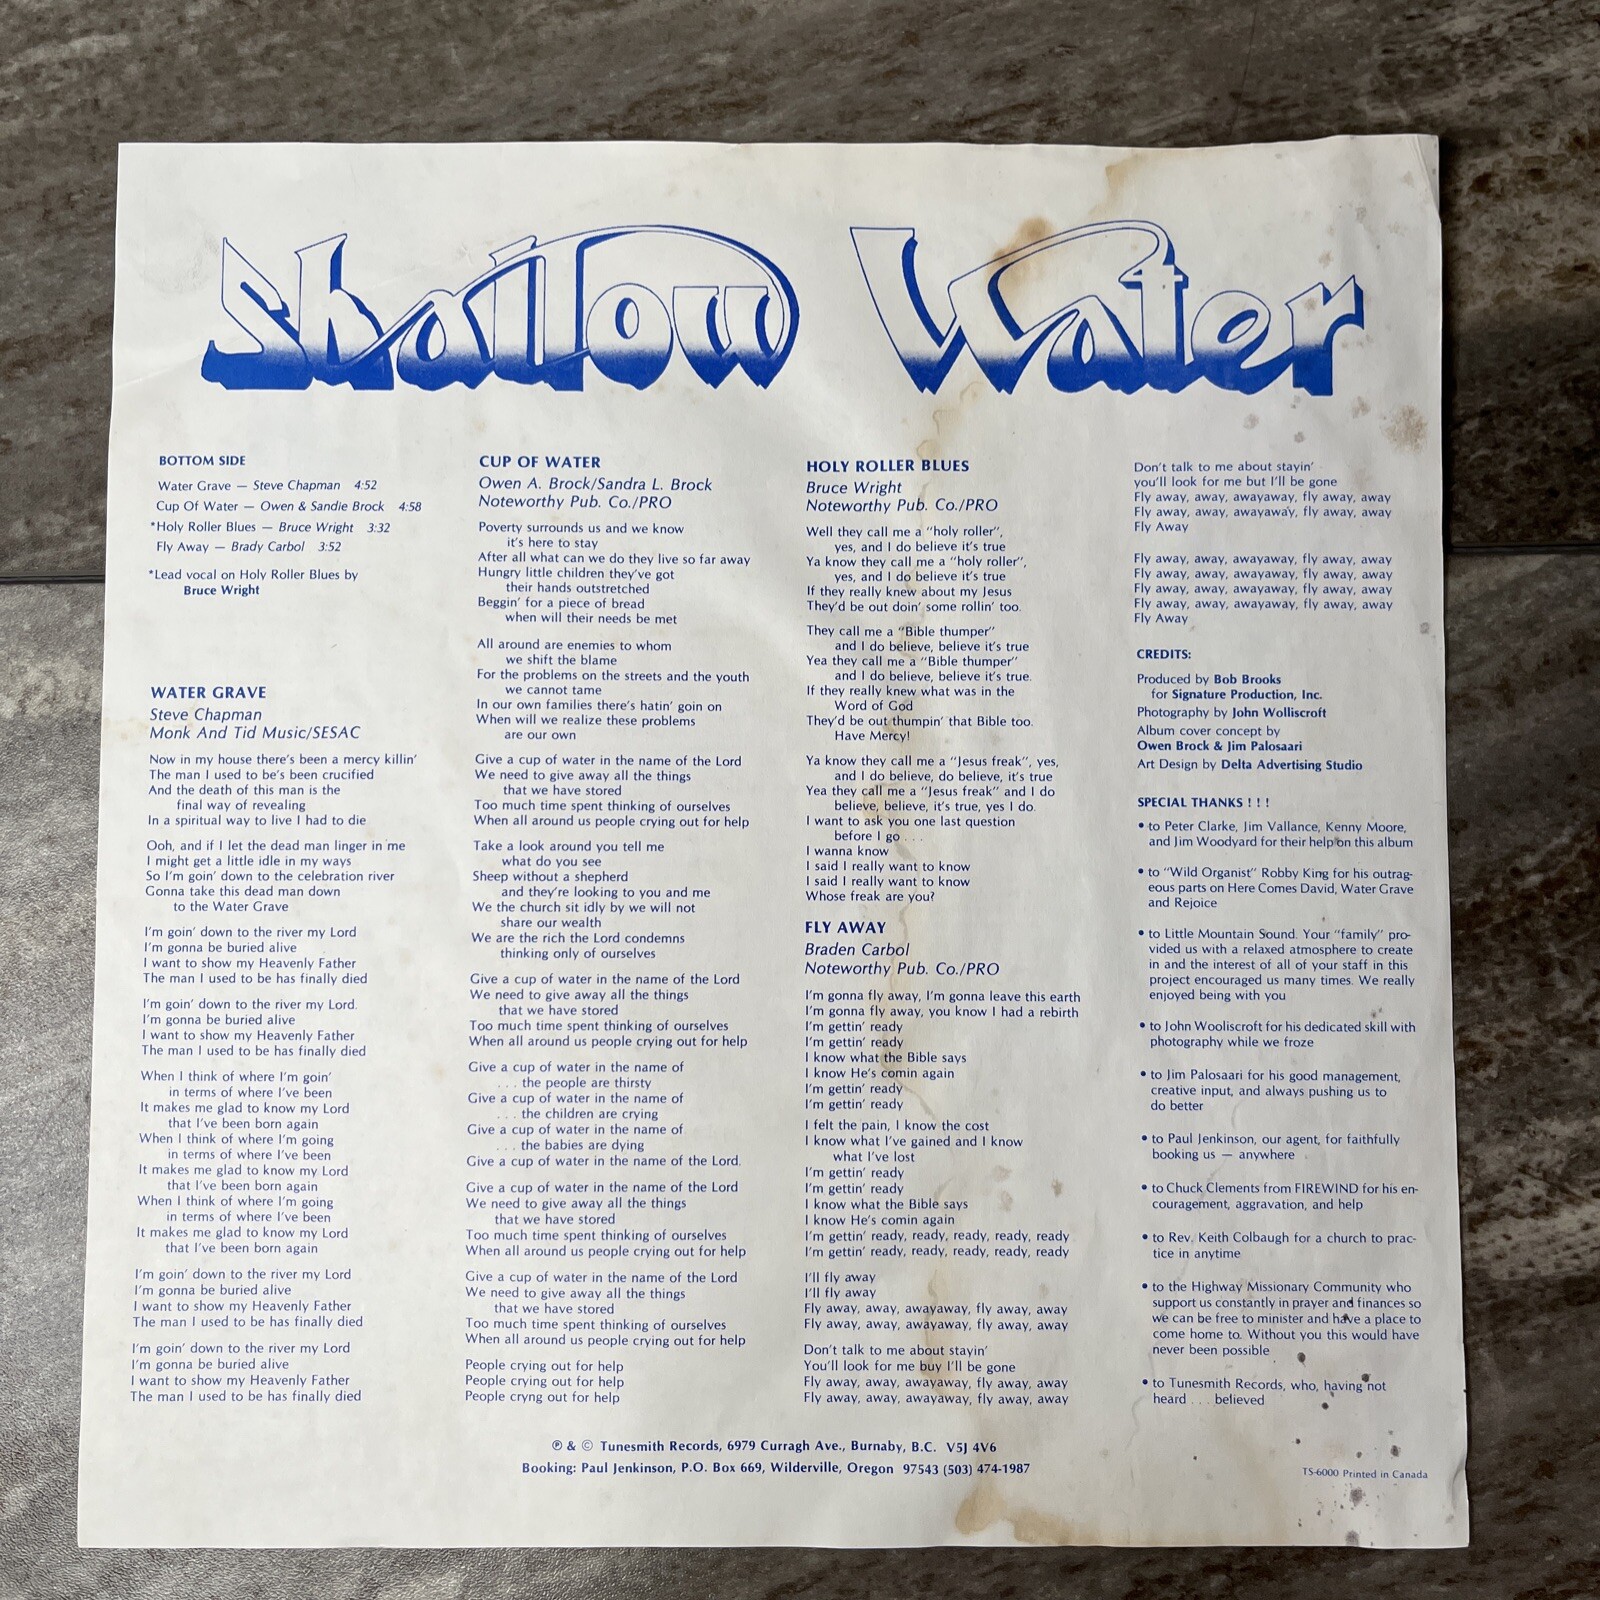 Shallow Water
BOTTOM SIDE
Water Grave — Steve Chapman 4:52
Cup Of Water — Owen & Sandie Brock 4:58
*Holy Roller Blues — Bruce Wright 3:32
Fly Away — Brady Carbol 3:52
*Lead vocal on Holy Roller Blues by
Bruce Wright
WATER GRAVE
Steve Chapman
Monk And Tid Music/SESAC
Now in my house there's been a mercy killin'
The man I used to be's been crucified
And the death of this man is the
final way of revealing
In a spiritual way to live I had to die
Ooh, and if I let the dead man linger in me
I might get a little idle in my ways
So I'm goin' down to the celebration river
Gonna take this dead man down
to the Water Grave
I'm goin' down to the river my Lord
I'm gonna be buried alive
I want to show my Heavenly Father
The man I used to be has finally died
I'm goin' down to the river my Lord.
I'm gonna be buried alive
I want to show my Heavenly Father
The man I used to be has finally died
When I think of where I'm goin'
in terms of where I've been
It makes me glad to know my Lord
that I've been born again
When I think of where I'm going
in terms of where I've been
It makes me glad to know my Lord
that I've been born again
When I think of where I'm going
in terms of where I've been
It makes me glad to know my Lord
that I've been born again
I'm goin' down to the river my Lord
I'm gonna be buried alive
I want to show my Heavenly Father
The man I used to be has finally died
I'm goin' down to the river my Lord
I'm gonna be buried alive
I want to show my Heavenly Father
The man I used to be has finally died
CUP OF WATER
Owen A. Brock/Sandra L. Brock
Noteworthy Pub. Co./PRO
Poverty surrounds us and we know
it's here to stay
After all what can we do they live so far away
Hungry little children they've got
their hands outstretched
Beggin' for a piece of bread
when will their needs be met
All around are enemies to whom
we shift the blame
For the problems on the streets and the youth
we cannot tame
In our own families there's hatin' goin on
When will we realize these problems
are our own
Give a cup of water in the name of the Lord
We need to give away all the things
that we have stored
Too much time spent thinking of ourselves
When all around us people crying out for help
Take a look around you tell me
what do you see
Sheep without a shepherd
and they're looking to you and me
We the church sit idly by we will not
share our wealth
We are the rich the Lord condemns
thinking only of ourselves
Give a cup of water in the name of the Lord
We need to give away all the things
that we have stored
Too much time spent thinking of ourselves
When all around us people crying out for help
Give a cup of water in the name of
. . . the people are thirsty
Give a cup of water in the name of
. . . the children are crying
Give a cup of water in the name of
. . . the babies are dying
Give a cup of water in the name of the Lord.
Give a cup of water in the name of the Lord
We need to give away all the things
that we have stored
Too much time spent thinking of ourselves
When all around us people crying out for help
Give a cup of water in the name of the Lord
We need to give away all the things
that we have stored
Too much time spent thinking of ourselves
When all around us people crying out for help
People crying out for help
People crying out for help
People cryng out for help
HOLY ROLLER BLUES
Bruce Wright
Noteworthy Pub. Co./PRO
Well they call me a "holy roller",
yes, and I do believe it's true
Ya know they call me a "holy roller",
yes, and I do believe it's true
If they really knew about my Jesus
They'd be out doin' some rollin' too.
They call me a "Bible thumper"
and I do believe, believe it's true
Yea they call me a "Bible thumper"
and I do believe, believe it's true.
If they really knew what was in the
Word of God
They'd be out thumpin' that Bible too.
Have Mercy!
Ya know they call me a "Jesus freak", yes,
and I do believe, do believe, it's true
Yea they call me a "Jesus freak" and I do
believe, believe, it's true, yes I do.
I want to ask you one last question
before I go . . .
I wanna know
I said I really want to know
I said I really want to know
Whose freak are you?
FLY AWAY
Braden Carbol
Noteworthy Pub. Co./PRO
I'm gonna fly away, I'm gonna leave this earth
I'm gonna fly away, you know I had a rebirth
I'm gettin' ready
I'm gettin' ready
I know what the Bible says
I know He's comin again
I'm gettin' ready
I'm gettin' ready
I felt the pain, I know the cost
I know what I've gained and I know
what I've lost
I'm gettin' ready
I'm gettin' ready
I know what the Bible says
I know He's comin again
I'm gettin' ready, ready, ready, ready, ready
I'm gettin' ready, ready, ready, ready, ready
I'll fly away
I'll fly away
Fly away, away, awayaway, fly away, away
Fly away, away, awayaway, fly away, away
Don't talk to me about stayin'
You'll look for me buy I'll be gone
Fly away, away, awayaway, fly away, away
Fly away, away, awayaway, fly away, away
Don't talk to me about stayin'
you'll look for me but I'll be gone
Fly away, away, awayaway, fly away, away
Fly away, away, awayaway, fly away, away
Fly Away
Fly away, away, awayaway, fly away, away
Fly away, away, awayaway, fly away, away
Fly away, away, awayaway, fly away, away
Fly away, away, awayaway, fly away, away
Fly Away
CREDITS:
Produced by Bob Brooks
for Signature Production, Inc.
Photography by John Wolliscroft
Album cover concept by
Owen Brock & Jim Palosaari
Art Design by Delta Advertising Studio
SPECIAL THANKS ! ! !
• to Peter Clarke, Jim Vallance, Kenny Moore,
and Jim Woodyard for their help on this album
• to "Wild Organist" Robby King for his outrag-
eous parts on Here Comes David, Water Grave
and Rejoice
• to Little Mountain Sound. Your "family" pro-
vided us with a relaxed atmosphere to create
in and the interest of all of your staff in this
project encouraged us many times. We really
enjoyed being with you
• to John Wooliscroft for his dedicated skill with
photography while we froze
• to Jim Palosaari for his good management,
creative input, and always pushing us to
do better
• to Paul Jenkinson, our agent, for faithfully
booking us — anywhere
• to Chuck Clements from FIREWIND for his en-
couragement, aggravation, and help
• to Rev. Keith Colbaugh for a church to prac-
tice in anytime
• to the Highway Missionary Community who
support us constantly in prayer and finances so
we can be free to minister and have a place to
come home to. Without you this would have
never been possible
• to Tunesmith Records, who, having not
heard . . . believed
℗ & © Tunesmith Records, 6979 Curragh Ave., Burnaby, B.C. V5J 4V6
Booking: Paul Jenkinson, P.O. Box 669, Wilderville, Oregon 97543 (503) 474-1987
TS-6000 Printed in Canada